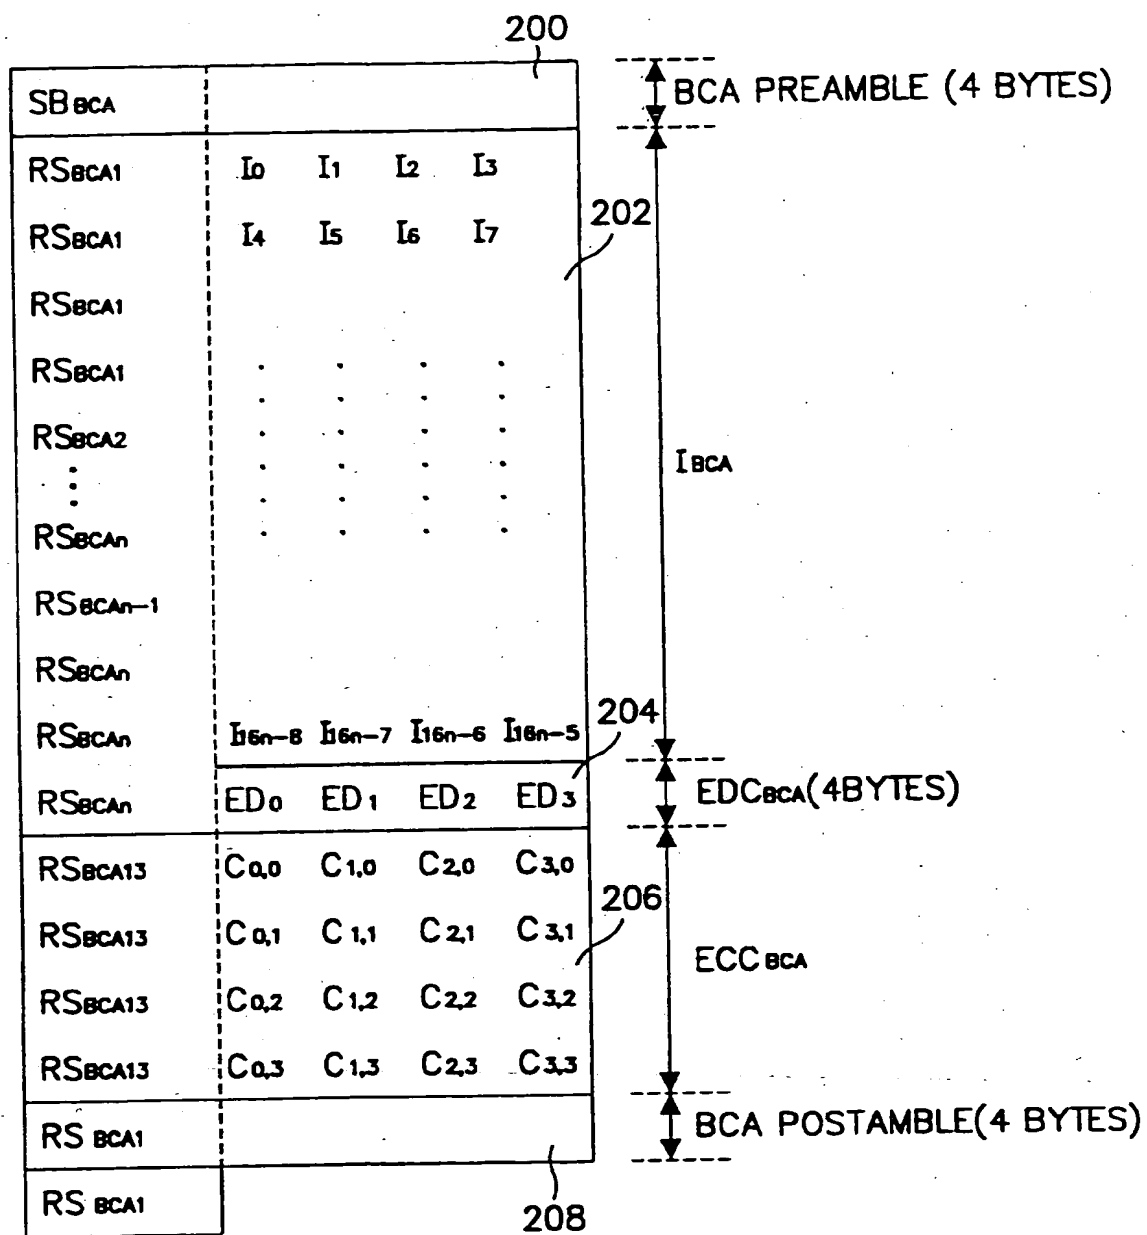 200
SBBCA
BCA PREAMBLE (4 BYTES)
RSBCA1 I0 I1 I2 I3
202
RSBCA1 I4 I5 I6 I7
RSBCA1
RSBCA1
RSBCA2
IBCA
RSBCAn
RSBCAn-1
RSBCAn
204
RSBCAn I16n-8 I16n-7 I16n-6 I16n-5
RSBCAn ED0 ED1 ED2 ED3
EDCBCA(4BYTES)
RSBCA13 C0,0 C1,0 C2,0 C3,0
206
RSBCA13 C0,1 C1,1 C2,1 C3,1
ECCBCA
RSBCA13 C0,2 C1,2 C2,2 C3,2
RSBCA13 C0,3 C1,3 C2,3 C3,3
RS BCA1
BCA POSTAMBLE(4 BYTES)
RS BCA1
208